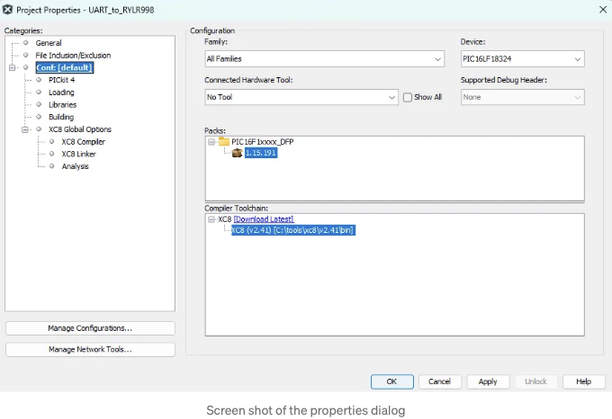 Project Properties - UART_to_RYLR998
Categories:
General
File Inclusion/Exclusion
Conf: [default]
PICkit 4
Loading
Libraries
Building
XC8 Global Options
XC8 Compiler
XC8 Linker
Analysis
Manage Configurations...
Manage Network Tools...
Configuration
Family:
All Families
Device:
PIC16LF18324
Connected Hardware Tool:
No Tool
Show All
Supported Debug Header:
None
Packs:
PIC16F1xxxx_DFP
1.15.191
Compiler Toolchain:
XC8 [Download Latest]
XC8 (v2.41) [C:\tools\xc8\v2.41\bin]
OK
Cancel
Apply
Unlock
Help
Screen shot of the properties dialog